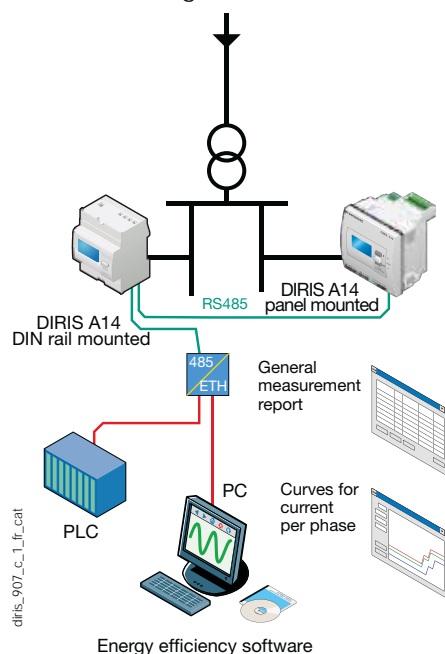 RS485
DIRIS A14
panel mounted
DIRIS A14
DIN rail mounted
485
ETH
General
measurement
report
PLC
PC
Curves for
current
per phase
diris_907_c_1_fr_cat
Energy efficiency software